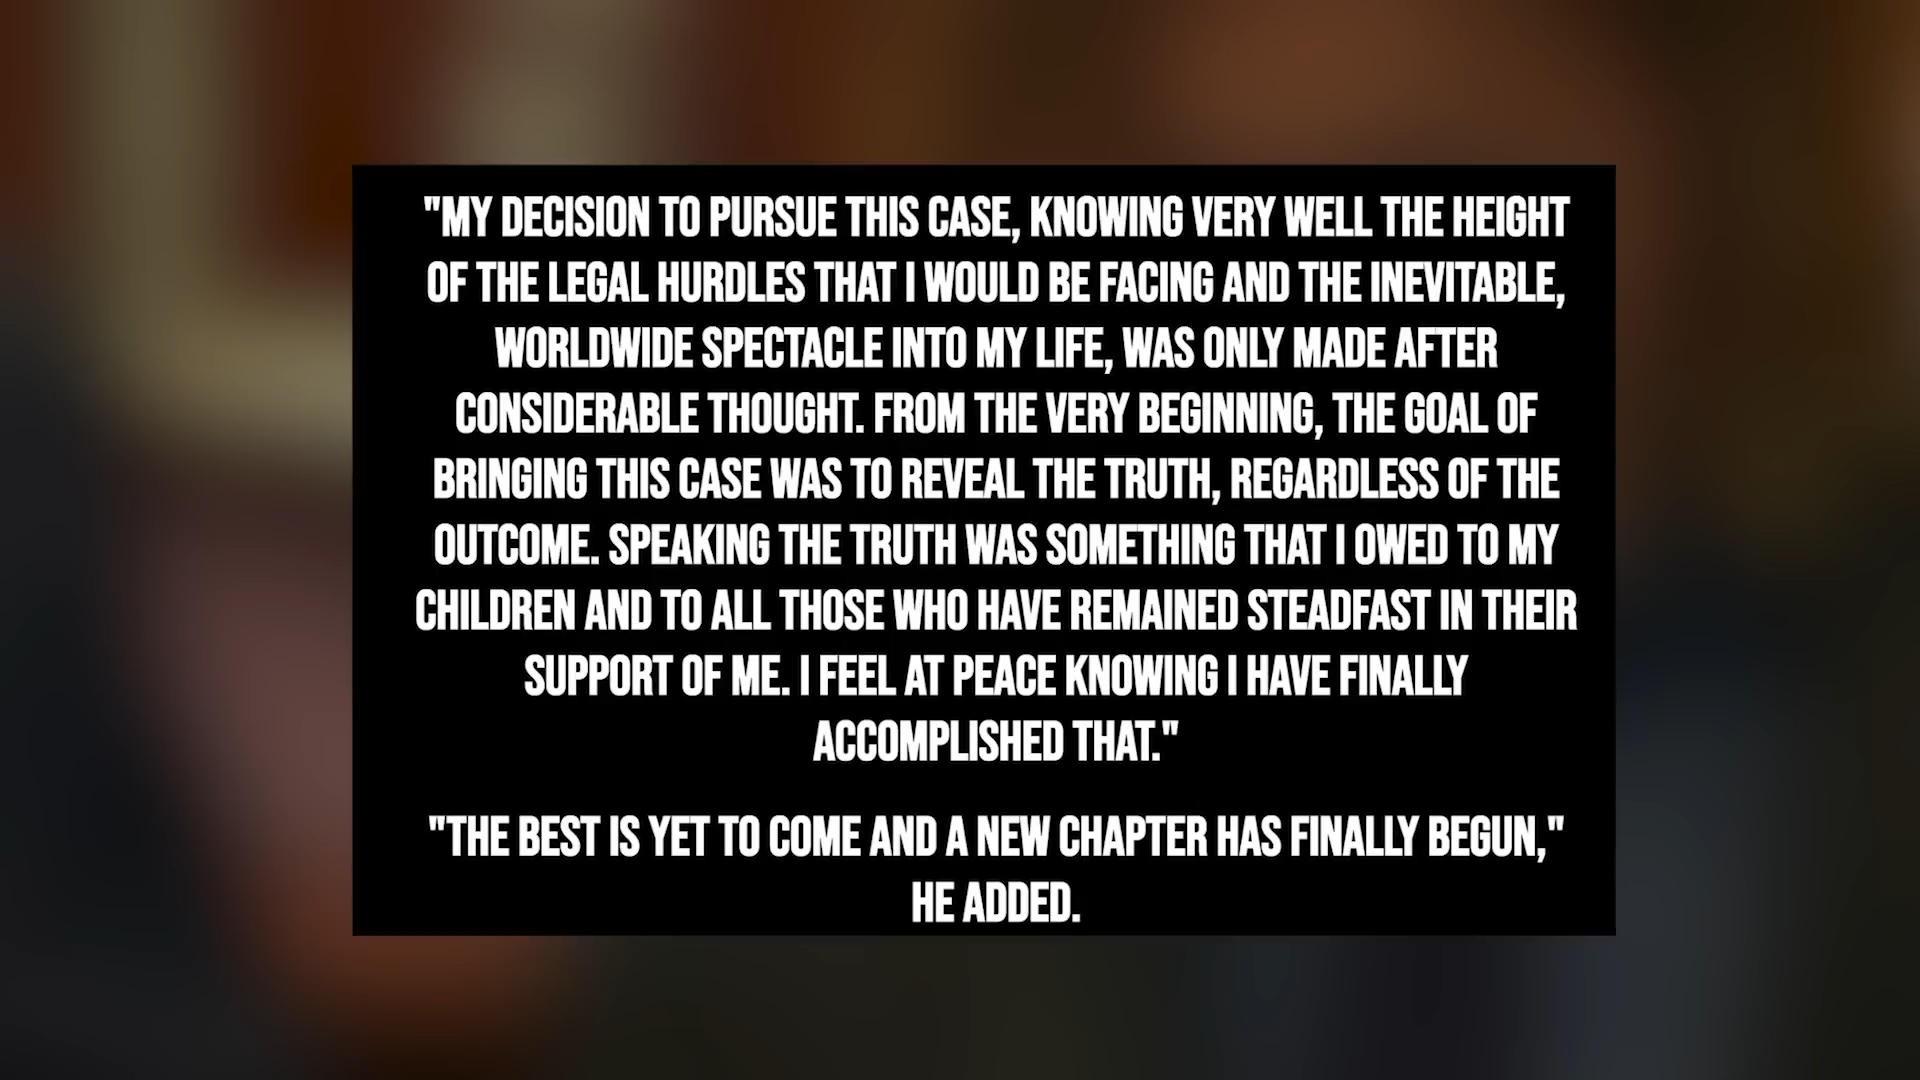 "MY DECISION TO PURSUE THIS CASE, KNOWING VERY WELL THE HEIGHT
OF THE LEGAL HURDLES THAT I WOULD BE FACING AND THE INEVITABLE,
WORLDWIDE SPECTACLE INTO MY LIFE, WAS ONLY MADE AFTER
CONSIDERABLE THOUGHT. FROM THE VERY BEGINNING, THE GOAL OF
BRINGING THIS CASE WAS TO REVEAL THE TRUTH, REGARDLESS OF THE
OUTCOME. SPEAKING THE TRUTH WAS SOMETHING THAT I OWED TO MY
CHILDREN AND TO ALL THOSE WHO HAVE REMAINED STEADFAST IN THEIR
SUPPORT OF ME. I FEEL AT PEACE KNOWING I HAVE FINALLY
ACCOMPLISHED THAT."
"THE BEST IS YET TO COME AND A NEW CHAPTER HAS FINALLY BEGUN,"
HE ADDED.